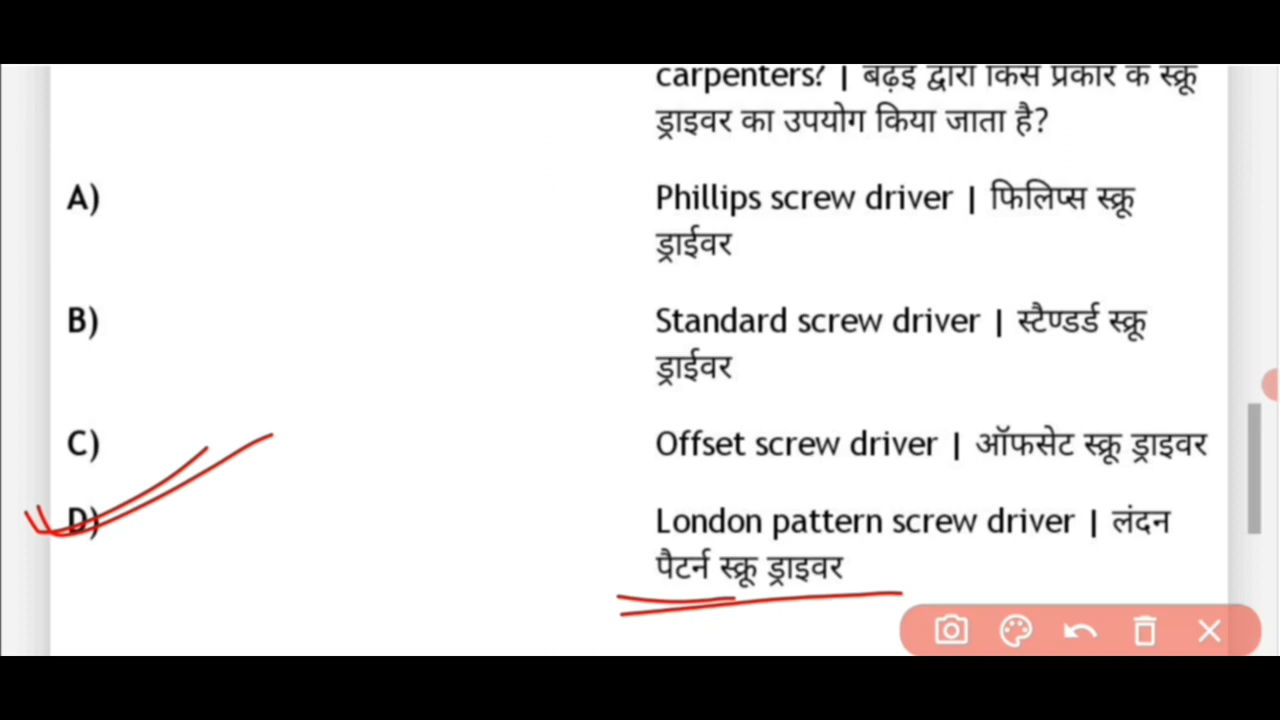 carpenters? | बढ़ई द्वारा किस प्रकार के स्क्रू
ड्राइवर का उपयोग किया जाता है?
A)
Phillips screw driver | फिलिप्स स्क्रू
ड्राईवर
B)
Standard screw driver | स्टैण्डर्ड स्क्रू
ड्राईवर
C)
Offset screw driver | ऑफसेट स्क्रू ड्राइवर
D)
London pattern screw driver | लंदन
पैटर्न स्क्रू ड्राइवर